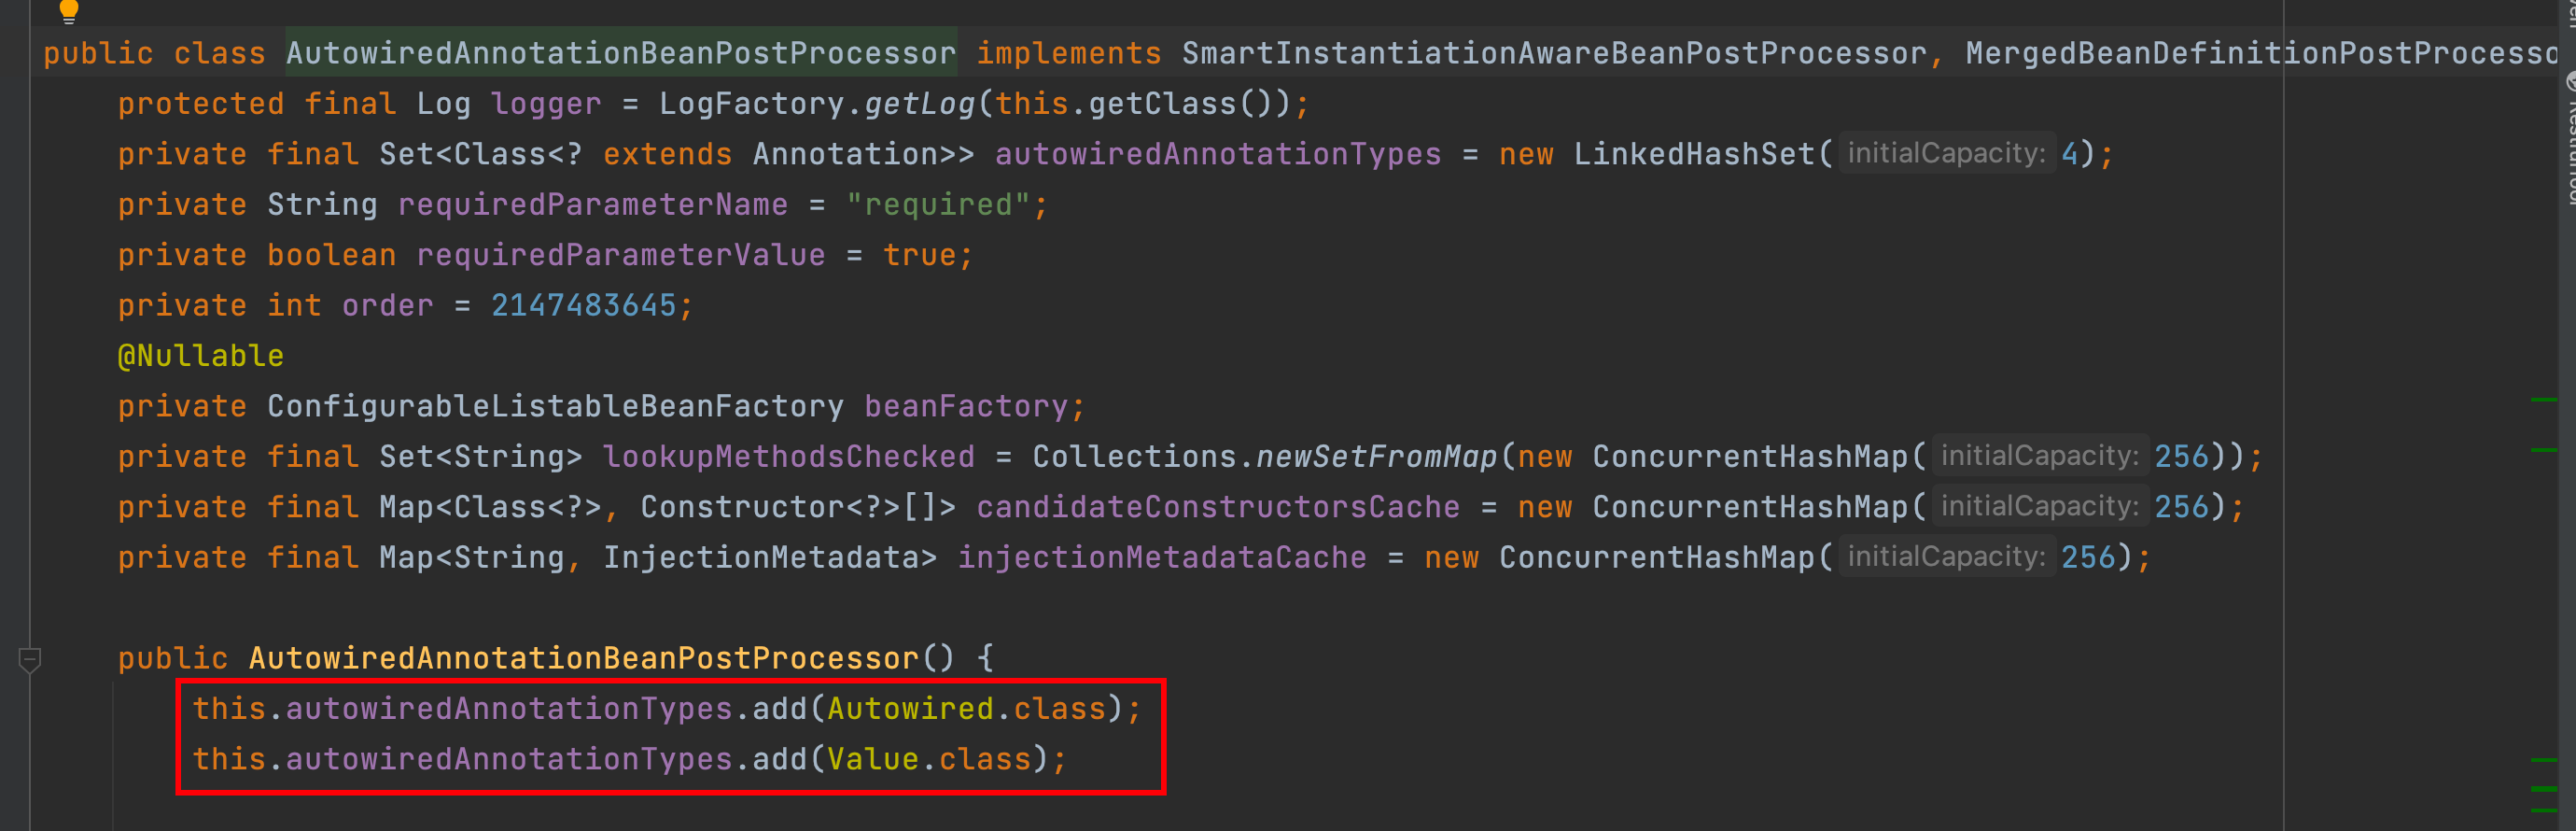 public class AutowiredAnnotationBeanPostProcessor implements SmartInstantiationAwareBeanPostProcessor, MergedBeanDefinitionPostProcesso
protected final Log logger = LogFactory.getLog(this.getClass());
private final Set<Class<? extends Annotation>> autowiredAnnotationTypes = new LinkedHashSet( initialCapacity: 4);
private String requiredParameterName = "required";
private boolean requiredParameterValue = true;
private int order = 2147483645;
@Nullable
private ConfigurableListableBeanFactory beanFactory;
private final Set<String> lookupMethodsChecked = Collections.newSetFromMap(new ConcurrentHashMap( initialCapacity: 256));
private final Map<Class<?>, Constructor<?>[]> candidateConstructorsCache = new ConcurrentHashMap( initialCapacity: 256);
private final Map<String, InjectionMetadata> injectionMetadataCache = new ConcurrentHashMap( initialCapacity: 256);
public AutowiredAnnotationBeanPostProcessor() {
this.autowiredAnnotationTypes.add(Autowired.class);
this.autowiredAnnotationTypes.add(Value.class);